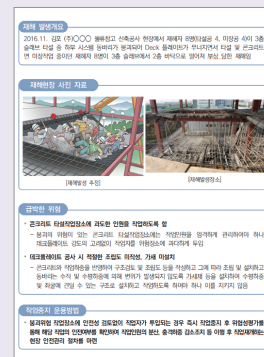 재해 발생개요
2016.11. 김포 (주)○○○ 물류창고 신축공사 현장에서 재해자 8명(타설공 4, 미장공 4)이 3층
슬래브 타설 중 하부 시스템 동바리가 붕괴되어 Deck 플레이트가 무너지면서 타설 및 콘크리트
면 미장작업 중이던 재해자 8명이 3층 슬래브에서 2층 바닥으로 떨어져 부상 당한 재해임
재해현장 사진 자료
[재해발생 추정]
[재해발생장소]
급박한 위험
• 콘크리트 타설작업장소에 과도한 인원을 작업하도록 함
- 붕괴의 위험이 있는 콘크리트 타설작업장소에는 작업인원을 엄격하게 관리하여야 하나
데크플레이트 강도의 고려없이 작업자를 위험장소에 과다하게 투입
• 데크플레이트 공사 시 적절한 조립도 미작성, 가새 미설치
- 콘크리트와 작업하중을 반영하여 구조검토 및 조립도 등을 작성하고 그에 따라 조립 및 설치하고
동바리는 수직 및 수평하중에 의해 변위가 발생되지 않도록 가새재 등을 설치하여 수평하중
및 좌굴에 견딜 수 있는 구조로 설치하고 작업하도록 하여야 하나 이를 지키지 않음
작업중지 운용방법
• 붕괴위험 작업장소에 안전성 검토없이 작업자가 투입되는 경우 즉시 작업중지 후 위험성평가를
통해 해당 작업의 안전여부를 확인하여 작업인원의 분산, 충격하중 감소조치 등 이행 후 작업재개하는
현장 안전관리 절차를 마련